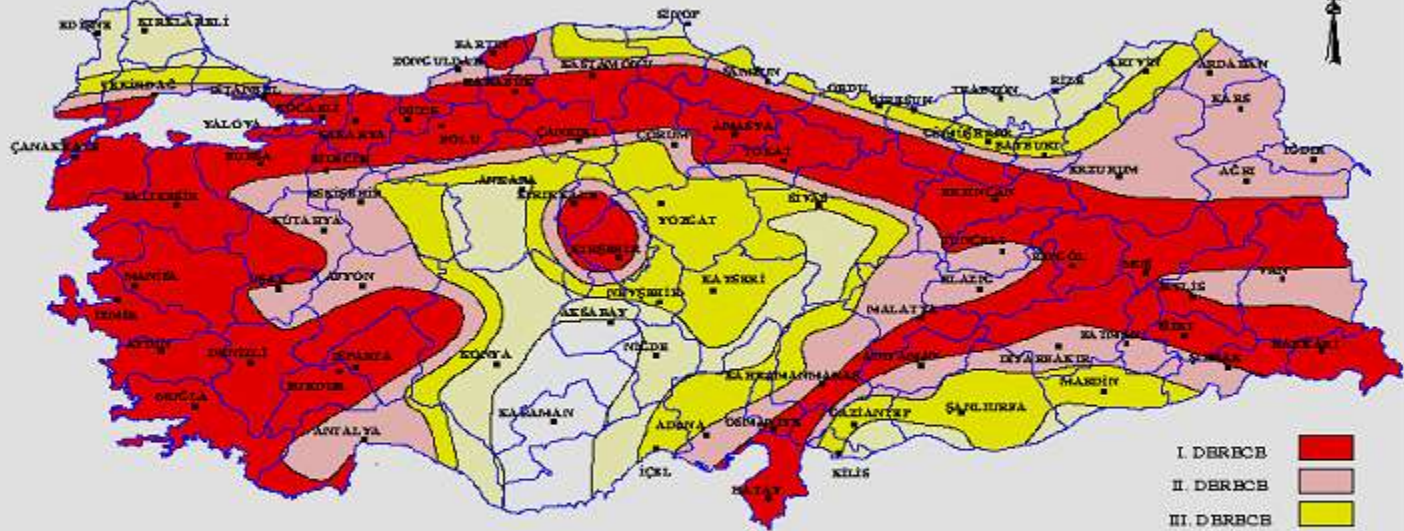 SİNOP
EDİRNE KIRKLARELİ
BARTIN
ZONGULDAK KASTAMONU
KARABÜK SAMSUN ARTVİN ARDAHAN
TEKİRDAĞ İSTANBUL ORDU GİRESUN TRABZON RİZE
KOCAELİ KARS
YALOVA SAKARYA DÜZCE BOLU ÇANKIRI ÇORUM AMASYA GÜMÜŞHANE BAYBURT
ÇANAKKALE BURSA BİLECİK TOKAT IĞDIR
ERZURUM AĞRI
BALIKESİR ESKİŞEHİR ANKARA KIRIKKALE SİVAS ERZİNCAN
KÜTAHYA YOZGAT
KIRŞEHİR TUNCELİ BİNGÖL
MANİSA UŞAK AFYON KAYSERİ ELAZIĞ MUŞ VAN
NEVŞEHİR BİTLİS
İZMİR AKSARAY MALATYA
AYDIN DENİZLİ ISPARTA KONYA NİĞDE ADIYAMAN DİYARBAKIR BATMAN SİİRT HAKKARİ
BURDUR KAHRAMANMARAŞ ŞIRNAK
MARDİN
MUĞLA KARAMAN GAZİANTEP ŞANLIURFA
ANTALYA ADANA OSMANİYE
İÇEL KİLİS
HATAY
I. DERECE
II. DERECE
III. DERECE